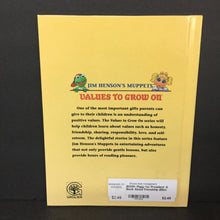 JIM HENSON'S MUPPETS
VALUES TO GROW ON
One of the most important gifts parents can
give to their children is an understanding of
positive values. The Values to Grow On series will
help children learn about values such as honesty,
friendship, sharing, responsibility, love, and self-
esteem. The delightful stories in this series feature
Jim Henson's Muppets in entertaining adventures
that not only provide gentle lessons, but also provide
hours of reading pleasure.
GROLIER
$2.49
$2.49